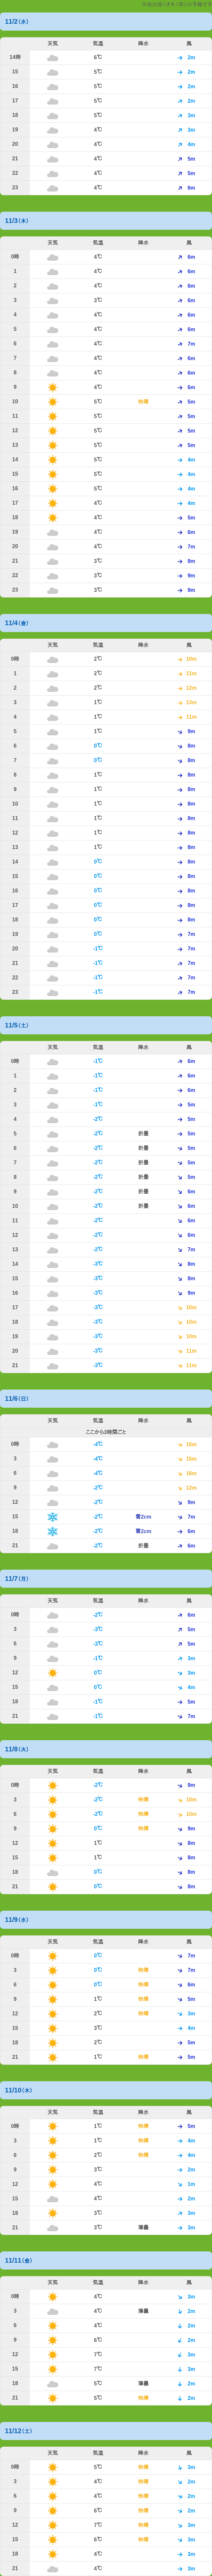 11/2(水)
天気 気温 降水 風
14時 6℃ 2m
15 5℃ 2m
16 5℃ 2m
17 5℃ 2m
18 5℃ 2m
19 4℃ 3m
20 4℃ 4m
21 4℃ 5m
22 4℃ 5m
23 4℃ 6m
11/3(木)
天気 気温 降水 風
0時 4℃ 6m
1 4℃ 6m
2 4℃ 6m
3 3℃ 6m
4 4℃ 6m
5 4℃ 6m
6 4℃ 7m
7 4℃ 6m
8 4℃ 6m
9 4℃ 6m
10 5℃ 快晴 5m
11 5℃ 5m
12 5℃ 5m
13 5℃ 5m
14 5℃ 4m
15 5℃ 4m
16 5℃ 4m
17 4℃ 4m
18 4℃ 5m
19 4℃ 6m
20 4℃ 7m
21 3℃ 8m
22 3℃ 9m
23 3℃ 9m
11/4(金)
天気 気温 降水 風
0時 2℃ 10m
1 2℃ 11m
2 2℃ 12m
3 1℃ 13m
4 1℃ 11m
5 1℃ 9m
6 0℃ 8m
7 0℃ 8m
8 1℃ 8m
9 1℃ 8m
10 1℃ 8m
11 1℃ 8m
12 1℃ 8m
13 1℃ 8m
14 0℃ 8m
15 0℃ 8m
16 0℃ 8m
17 0℃ 8m
18 0℃ 8m
19 0℃ 7m
20 -1℃ 7m
21 -1℃ 7m
22 -1℃ 7m
23 -1℃ 7m
11/5(土)
天気 気温 降水 風
0時 -1℃ 6m
1 -1℃ 6m
2 -1℃ 6m
3 -1℃ 5m
4 -2℃ 5m
5 -2℃ 5m
6 -2℃ 5m
7 -2℃ 5m
8 -2℃ 5m
9 -2℃ 6m
10 -2℃ 6m
11 -2℃ 6m
12 -2℃ 6m
13 -2℃ 7m
14 -3℃ 8m
15 -3℃ 8m
16 -3℃ 9m
17 -3℃ 10m
18 -3℃ 10m
19 -3℃ 10m
20 -3℃ 11m
21 -3℃ 11m
11/6(日)
天気 気温 降水 風
ここから3時間ごと
0時 -4℃ 15m
3 -4℃ 15m
6 -4℃ 16m
9 -2℃ 12m
12 -2℃ 9m
15 -2℃ 雪2cm 7m
18 -2℃ 雪2cm 6m
21 -2℃ 6m
11/7(月)
天気 気温 降水 風
0時 -2℃ 6m
3 -3℃ 5m
6 -3℃ 5m
9 -1℃ 3m
12 0℃ 3m
15 0℃ 4m
18 -1℃ 5m
21 -1℃ 7m
11/8(火)
天気 気温 降水 風
0時 -2℃ 9m
3 -2℃ 快晴 10m
6 -2℃ 快晴 10m
9 0℃ 快晴 9m
12 1℃ 8m
15 1℃ 8m
18 0℃ 8m
21 0℃ 8m
11/9(水)
天気 気温 降水 風
0時 0℃ 7m
3 0℃ 快晴 7m
6 0℃ 快晴 6m
9 1℃ 快晴 5m
12 2℃ 快晴 3m
15 3℃ 4m
18 2℃ 5m
21 1℃ 快晴 5m
11/10(木)
天気 気温 降水 風
0時 1℃ 快晴 5m
3 1℃ 快晴 4m
6 2℃ 快晴 4m
9 3℃ 2m
12 4℃ 1m
15 4℃ 2m
18 3℃ 3m
21 3℃ 薄曇 3m
11/11(金)
天気 気温 降水 風
0時 4℃ 3m
3 4℃ 薄曇 2m
6 4℃ 2m
9 6℃ 2m
12 7℃ 3m
15 7℃ 3m
18 5℃ 薄曇 2m
21 5℃ 快晴 2m
11/12(土)
天気 気温 降水 風
0時 5℃ 快晴 3m
3 4℃ 快晴 2m
6 4℃ 快晴 2m
9 6℃ 快晴 2m
12 7℃ 快晴 3m
15 6℃ 快晴 3m
18 4℃ 3m
21 4℃ 3m